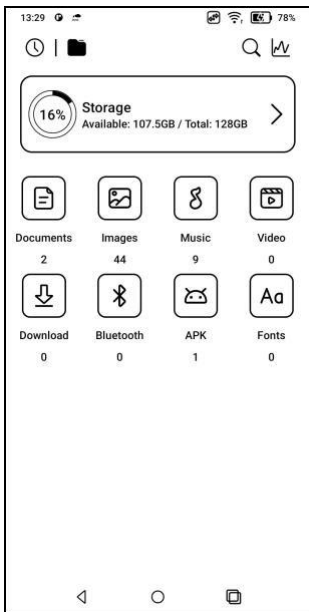 13:29 78%
16% Storage
Available: 107.5GB / Total: 128GB
Documents Images Music Video
2 44 9 0
Aa
Download Bluetooth APK Fonts
0 0 1 0